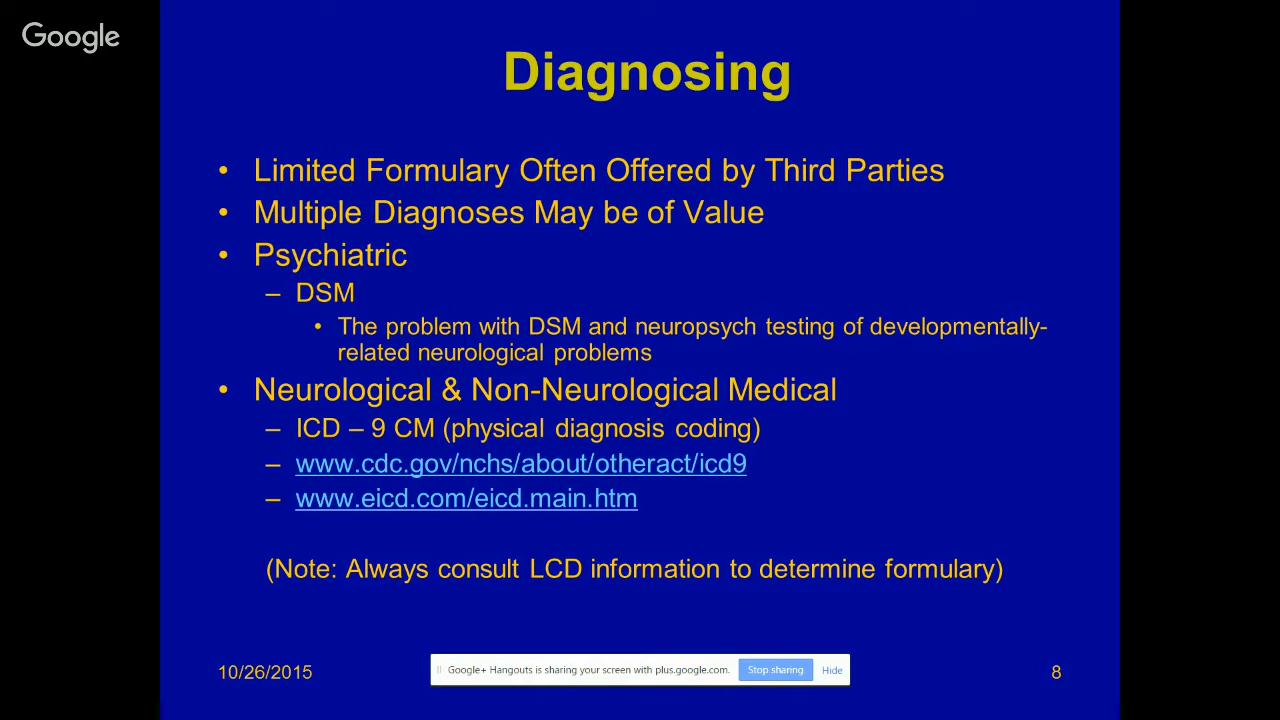 Google
Diagnosing
• Limited Formulary Often Offered by Third Parties
• Multiple Diagnoses May be of Value
• Psychiatric
– DSM
• The problem with DSM and neuropsych testing of developmentally-
related neurological problems
• Neurological & Non-Neurological Medical
– ICD – 9 CM (physical diagnosis coding)
– www.cdc.gov/nchs/about/otheract/icd9
– www.eicd.com/eicd.main.htm
(Note: Always consult LCD information to determine formulary)
10/26/2015
Google+ Hangouts is sharing your screen with plus.google.com. Stop sharing Hide
8